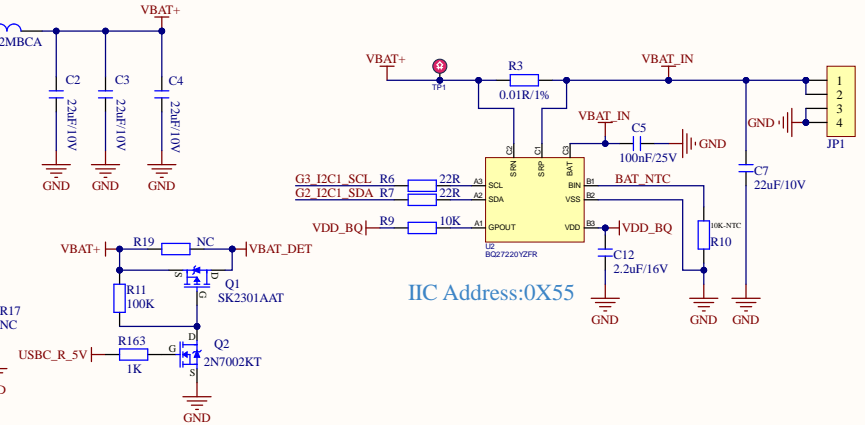 VBAT+
2MBCA
C2
22uF/10V
C3
22uF/10V
C4
22uF/10V
GND
GND
GND
VBAT+
TP1
R3
0.01R/1%
VBAT_IN
VBAT_IN
C5
100nF/25V
GND
1
2
3
4
JP1
GND
C7
22uF/10V
C2
SRN
C1
SRP
C3
BAT
G3_I2C1_SCL
R6
22R
A3
SCL
G2_I2C1_SDA
R7
22R
A2
SDA
VDD_BQ
R9
10K
A1
GPOUT
BIN
B1
BAT_NTC
VSS
B2
VDD
B3
VDD_BQ
U2
BQ27220YZFR
C12
2.2uF/16V
10K-NTC
R10
GND
GND
GND
IIC Address:0X55
VBAT+
R19
NC
VBAT_DET
S
D
G
Q1
SK2301AAT
R11
100K
R17
NC
D
USBC_R_5V
R163
1K
D
G
S
Q2
2N7002KT
GND